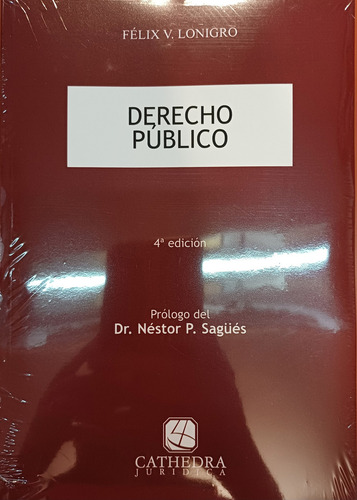 FÉLIX V. LONIGRO
DERECHO
PÚBLICO
4ª edición
Prólogo del
Dr. Néstor P. Sagüés
CATHEDRA
JURÍDICA